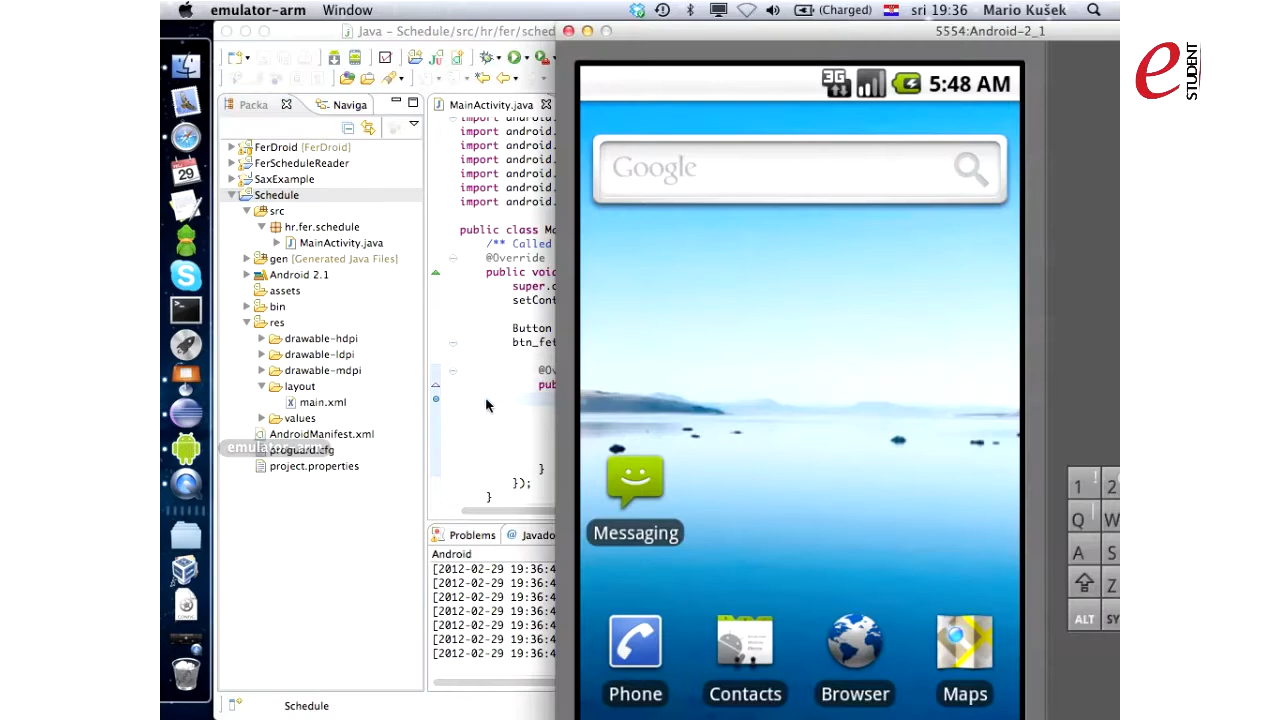 emulator-arm Window (Charged) sri 19:36 Mario Kušek
Java – Schedule/src/hr/fer/sched
5554:Android-2_1
e STUDENT
Packa Naviga
FerDroid [FerDroid]
FerScheduleReader
SaxExample
Schedule
src
hr.fer.schedule
MainActivity.java
gen [Generated Java Files]
Android 2.1
assets
bin
res
drawable-hdpi
drawable-ldpi
drawable-mdpi
layout
main.xml
values
AndroidManifest.xml
proguard.cfg
project.properties
emulator-arm
29
MainActivity.java
import android.
import android.
import android.
import android.
import android.
import android.
import android.
public class Ma
/** Called
@Override
public void
super.o
setCont
Button
btn_fet
@Ov
pub
}
});
}
Problems @ Javado
Android
[2012-02-29 19:36:4
[2012-02-29 19:36:4
[2012-02-29 19:36:4
[2012-02-29 19:36:4
[2012-02-29 19:36:4
[2012-02-29 19:36:4
[2012-02-29 19:36:4
Schedule
3G 5:48 AM
Google
Messaging
Phone Contacts Browser Maps
1 ! 2
Q W
A S
Z
ALT SY